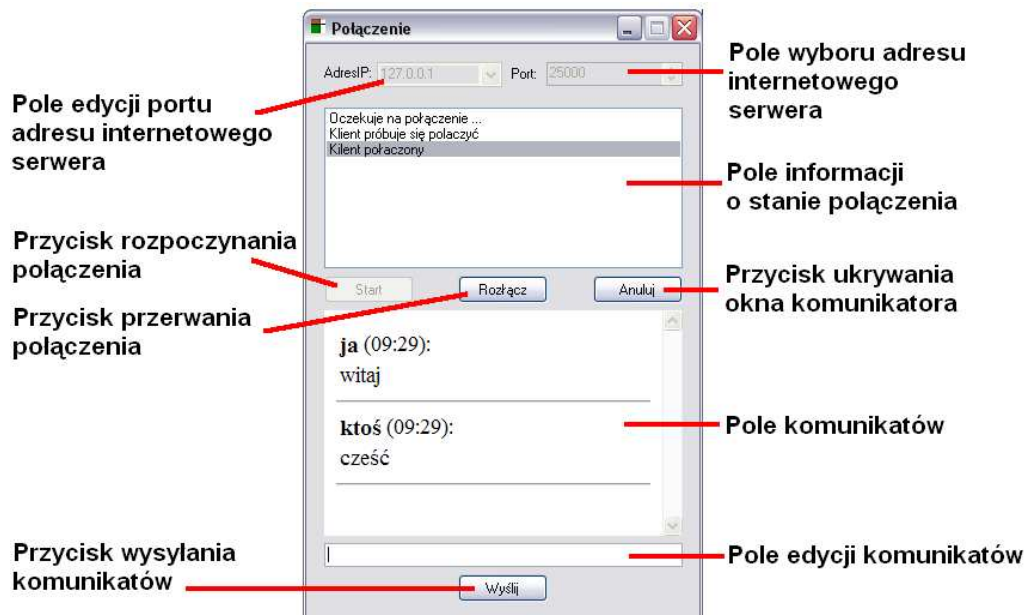 Połączenie
AdresIP: 127.0.0.1 Port: 25000
Oczekuje na połączenie ...
Klient próbuje się polaczyć
Kilent połaczony
Start Rozłącz Anuluj
ja (09:29):
witaj
ktoś (09:29):
cześć
Wyślij
Pole edycji portu
adresu internetowego
serwera
Przycisk rozpoczynania
połączenia
Przycisk przerwania
połączenia
Przycisk wysyłania
komunikatów
Pole wyboru adresu
internetowego
serwera
Pole informacji
o stanie połączenia
Przycisk ukrywania
okna komunikatora
Pole komunikatów
Pole edycji komunikatów